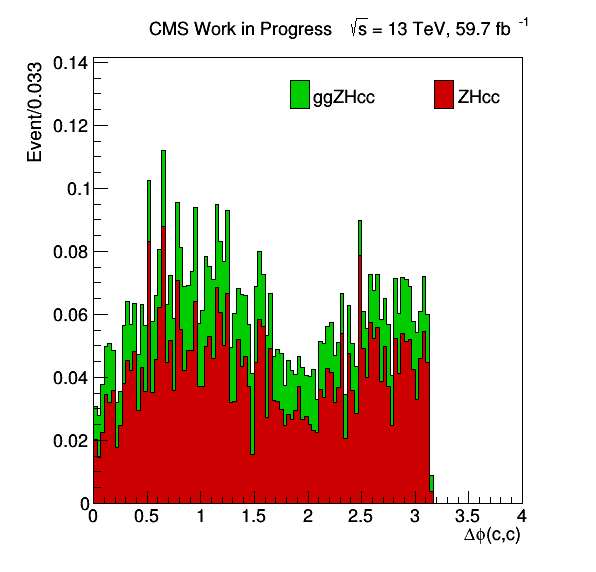 CMS Work in Progress √s = 13 TeV, 59.7 fb⁻¹
Event/0.033
ggZHcc ZHcc
0.14
0.12
0.1
0.08
0.06
0.04
0.02
0
0 0.5 1 1.5 2 2.5 3 3.5 4
Δϕ(c,c)